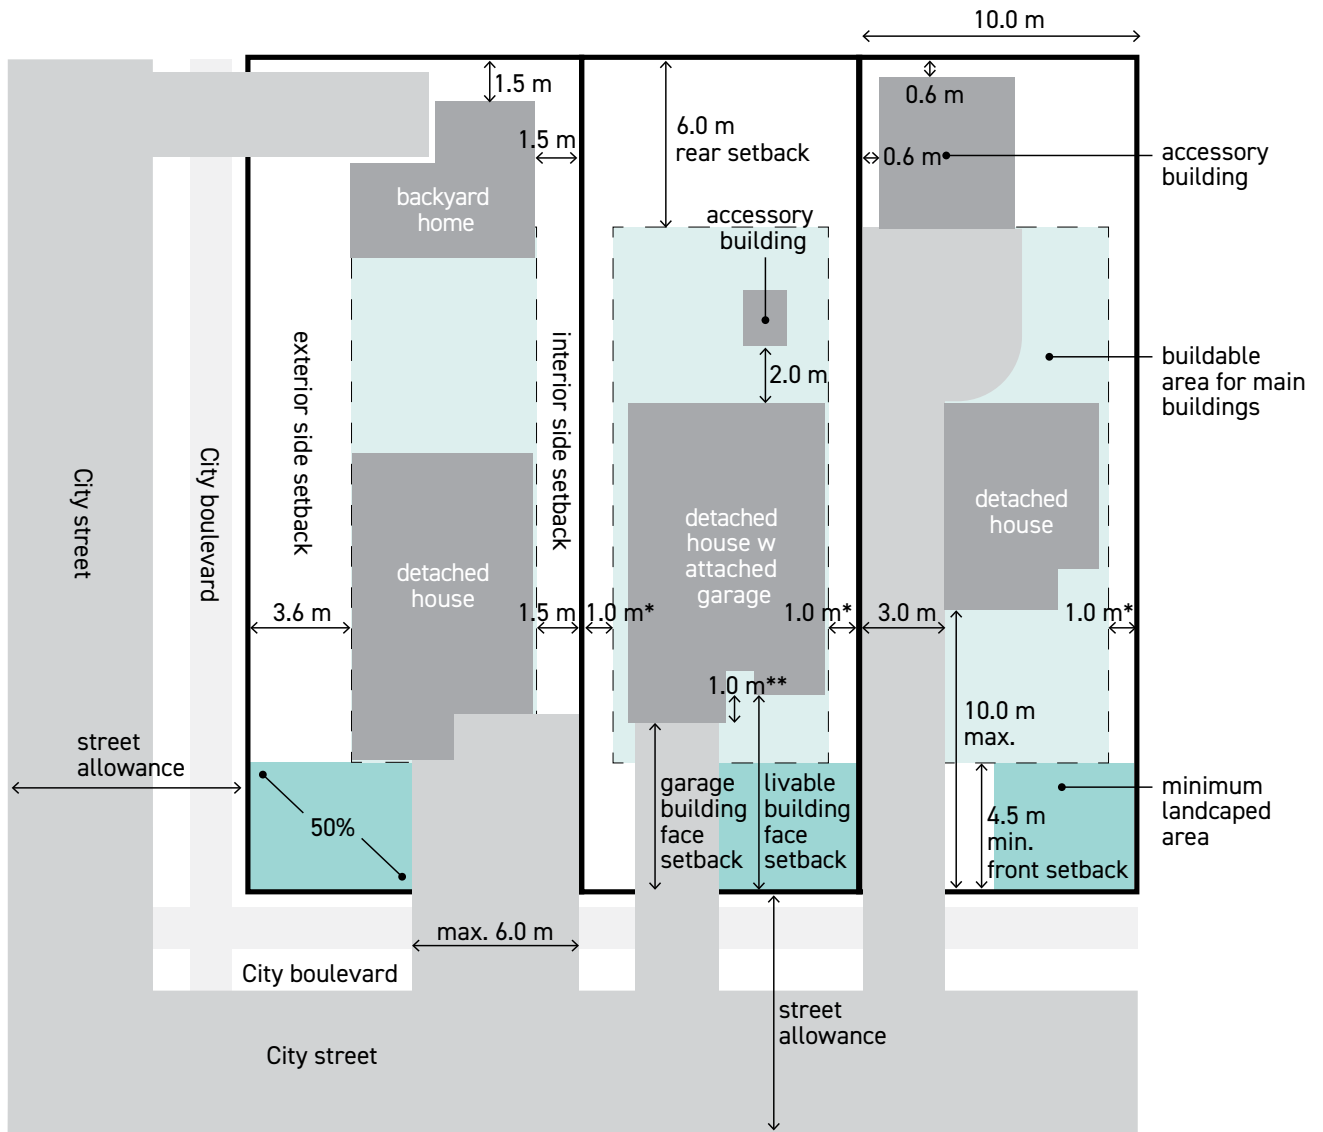 10.0 m
1.5 m
0.6 m
6.0 m
rear setback
1.5 m
0.6 m
accessory
building
backyard
home
accessory
building
exterior side setback
interior side setback
2.0 m
buildable
area for main
buildings
City street
City boulevard
detached
house
detached
house w
attached
garage
detached
house
3.6 m
1.5 m
1.0 m*
1.0 m*
3.0 m
1.0 m*
1.0 m**
10.0 m
max.
street
allowance
garage
building
face
setback
livable
building
face
setback
4.5 m
min.
front setback
minimum
landcaped
area
50%
max. 6.0 m
City boulevard
street
allowance
City street